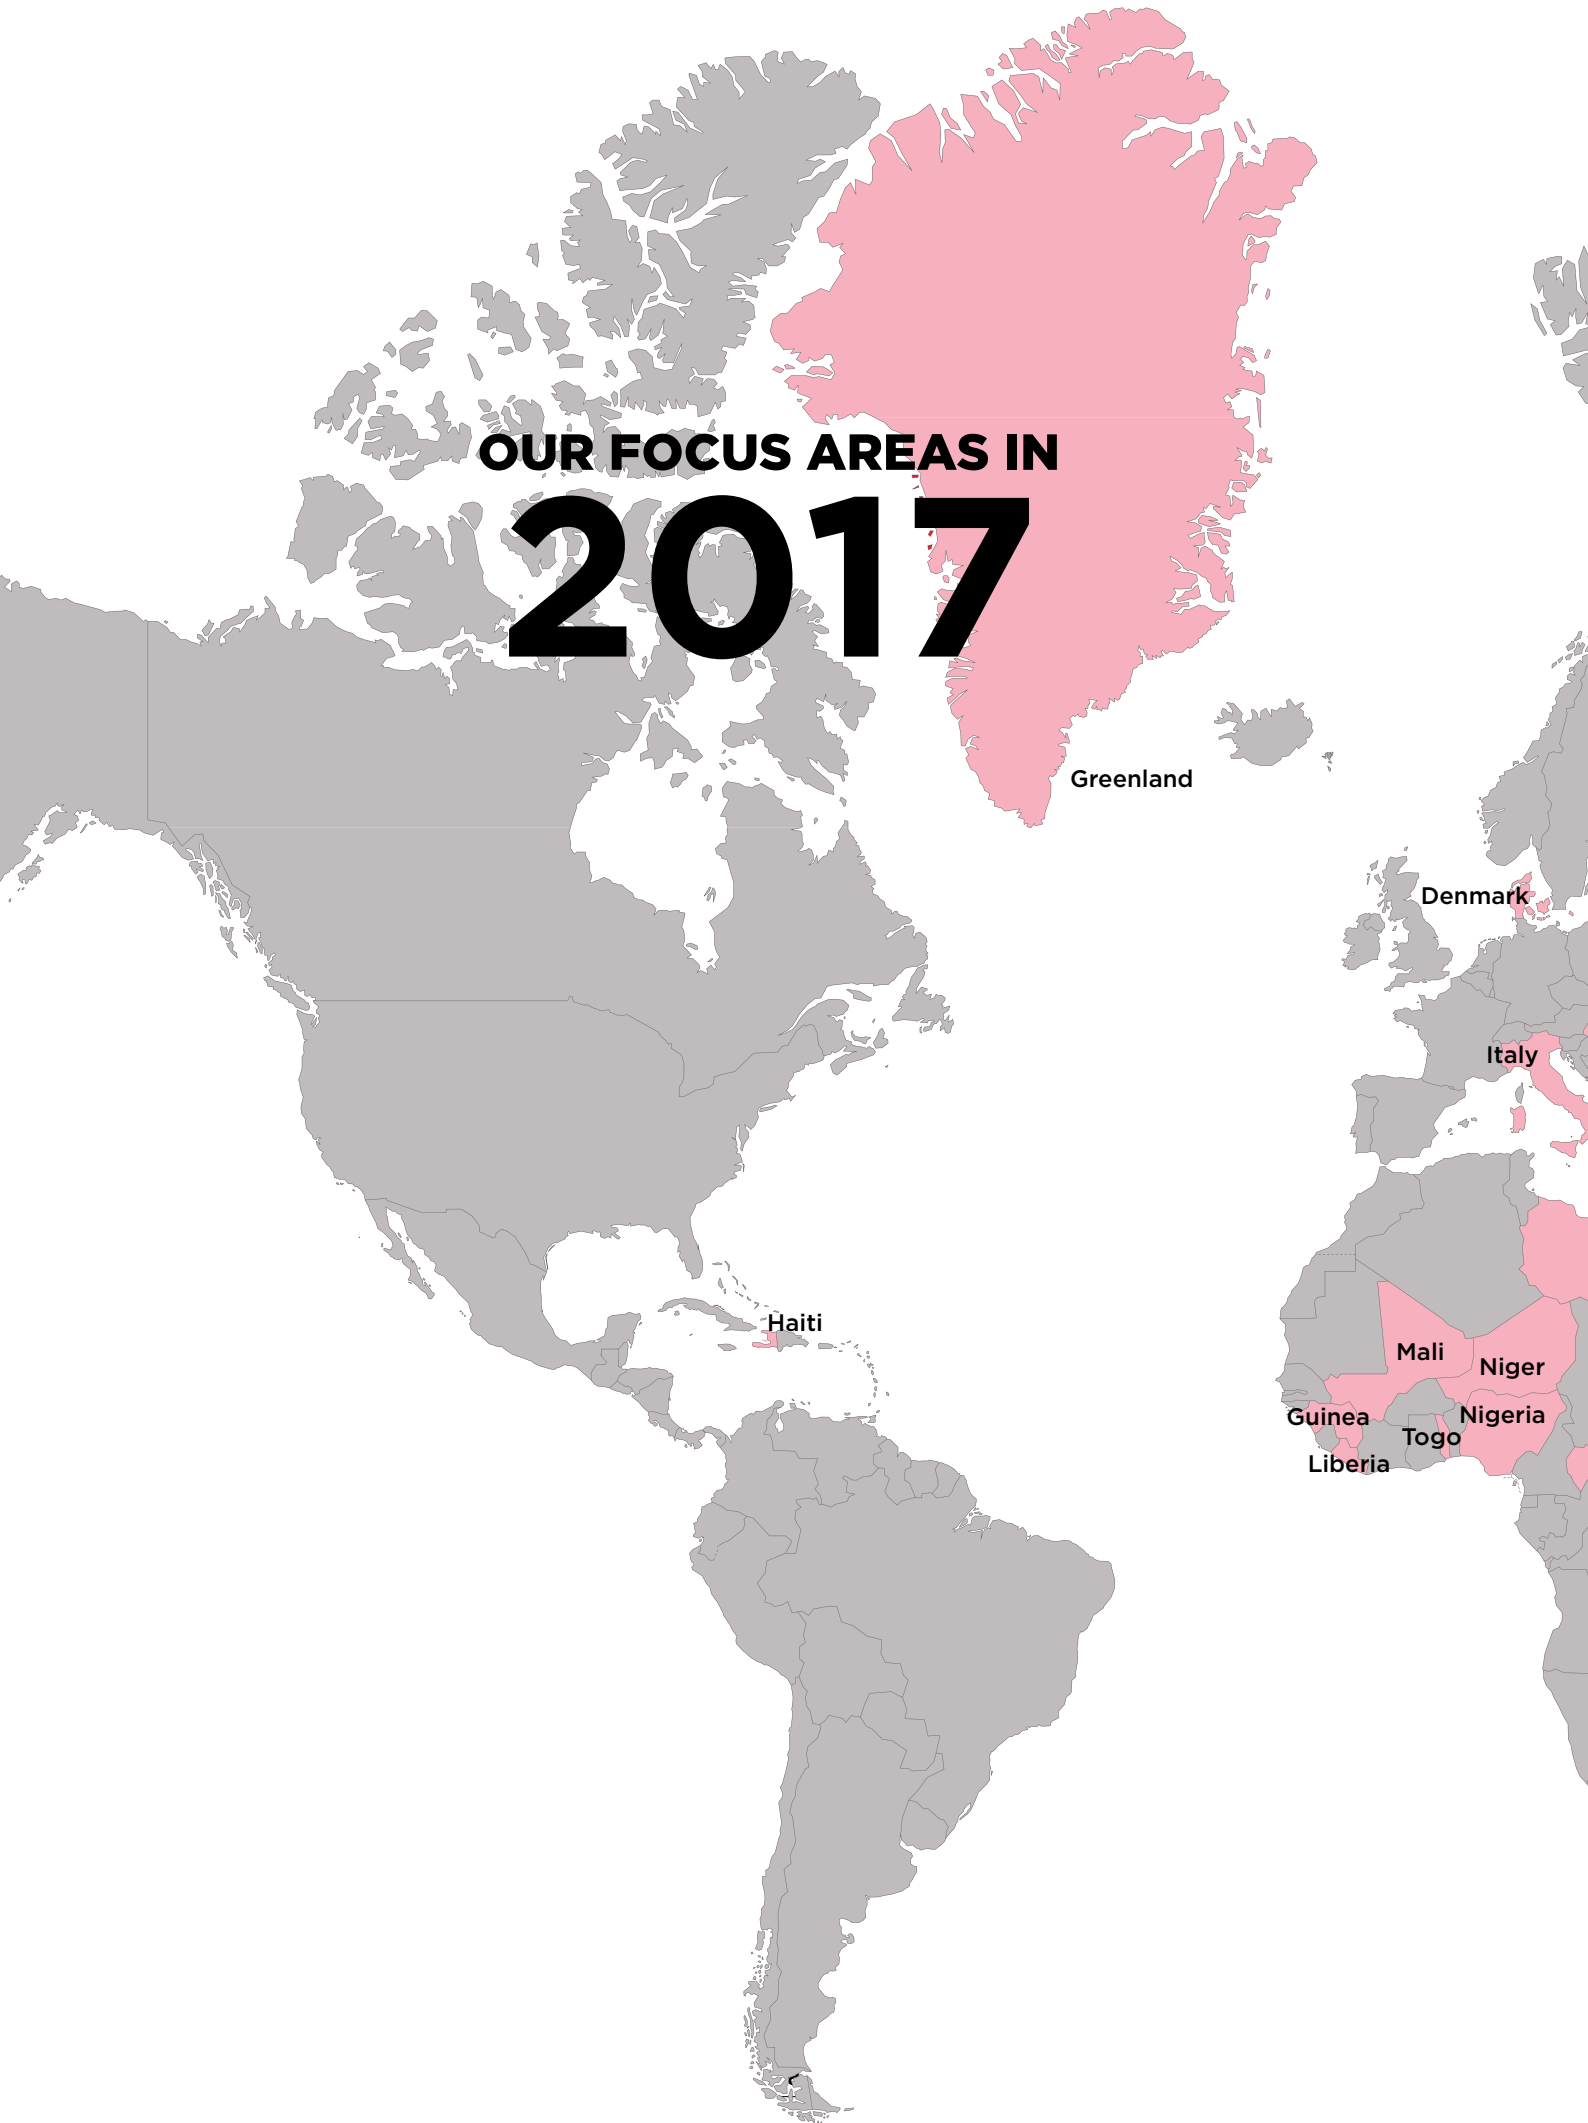 OUR FOCUS AREAS IN
2017
Greenland
Denmark
Italy
Haiti
Mali
Niger
Guinea
Nigeria
Togo
Liberia